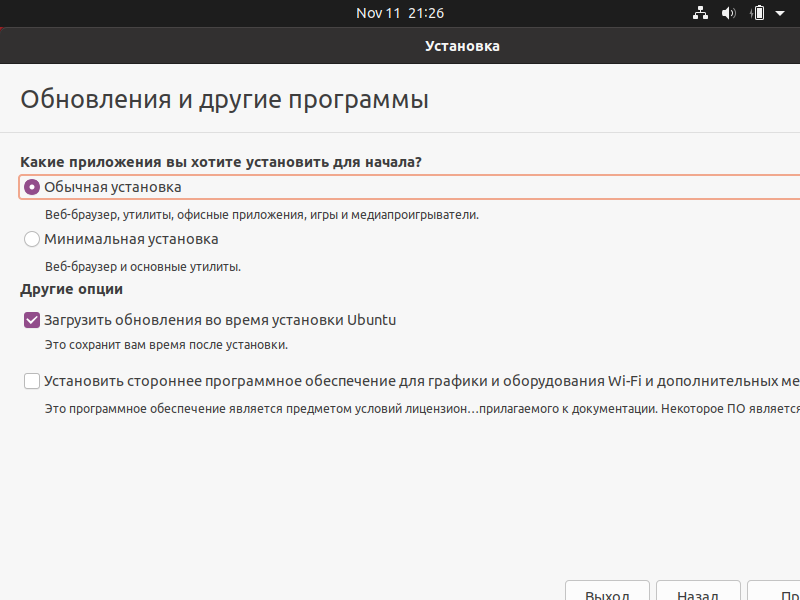 Nov 11 21:26
Установка
Обновления и другие программы
Какие приложения вы хотите установить для начала?
Обычная установка
Веб-браузер, утилиты, офисные приложения, игры и медиапроигрыватели.
Минимальная установка
Веб-браузер и основные утилиты.
Другие опции
Загрузить обновления во время установки Ubuntu
Это сохранит вам время после установки.
Установить стороннее программное обеспечение для графики и оборудования Wi-Fi и дополнительных ме
Это программное обеспечение является предметом условий лицензион…прилагаемого к документации. Некоторое ПО является
Выход Назад Пр